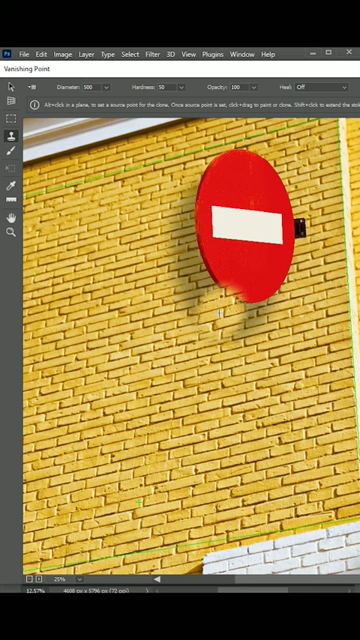 Ps File Edit Image Layer Type Select Filter 3D View Plugins Window Help
Vanishing Point
Diameter: 500 Hardness: 50 Opacity: 100 Heal: Off
Alt+click in a plane, to set a source point for the clone. Once source point is set, click+drag to paint or clone. Shift+click to extend the
25%
12.57% 4608 px x 5796 px (72 ppi)